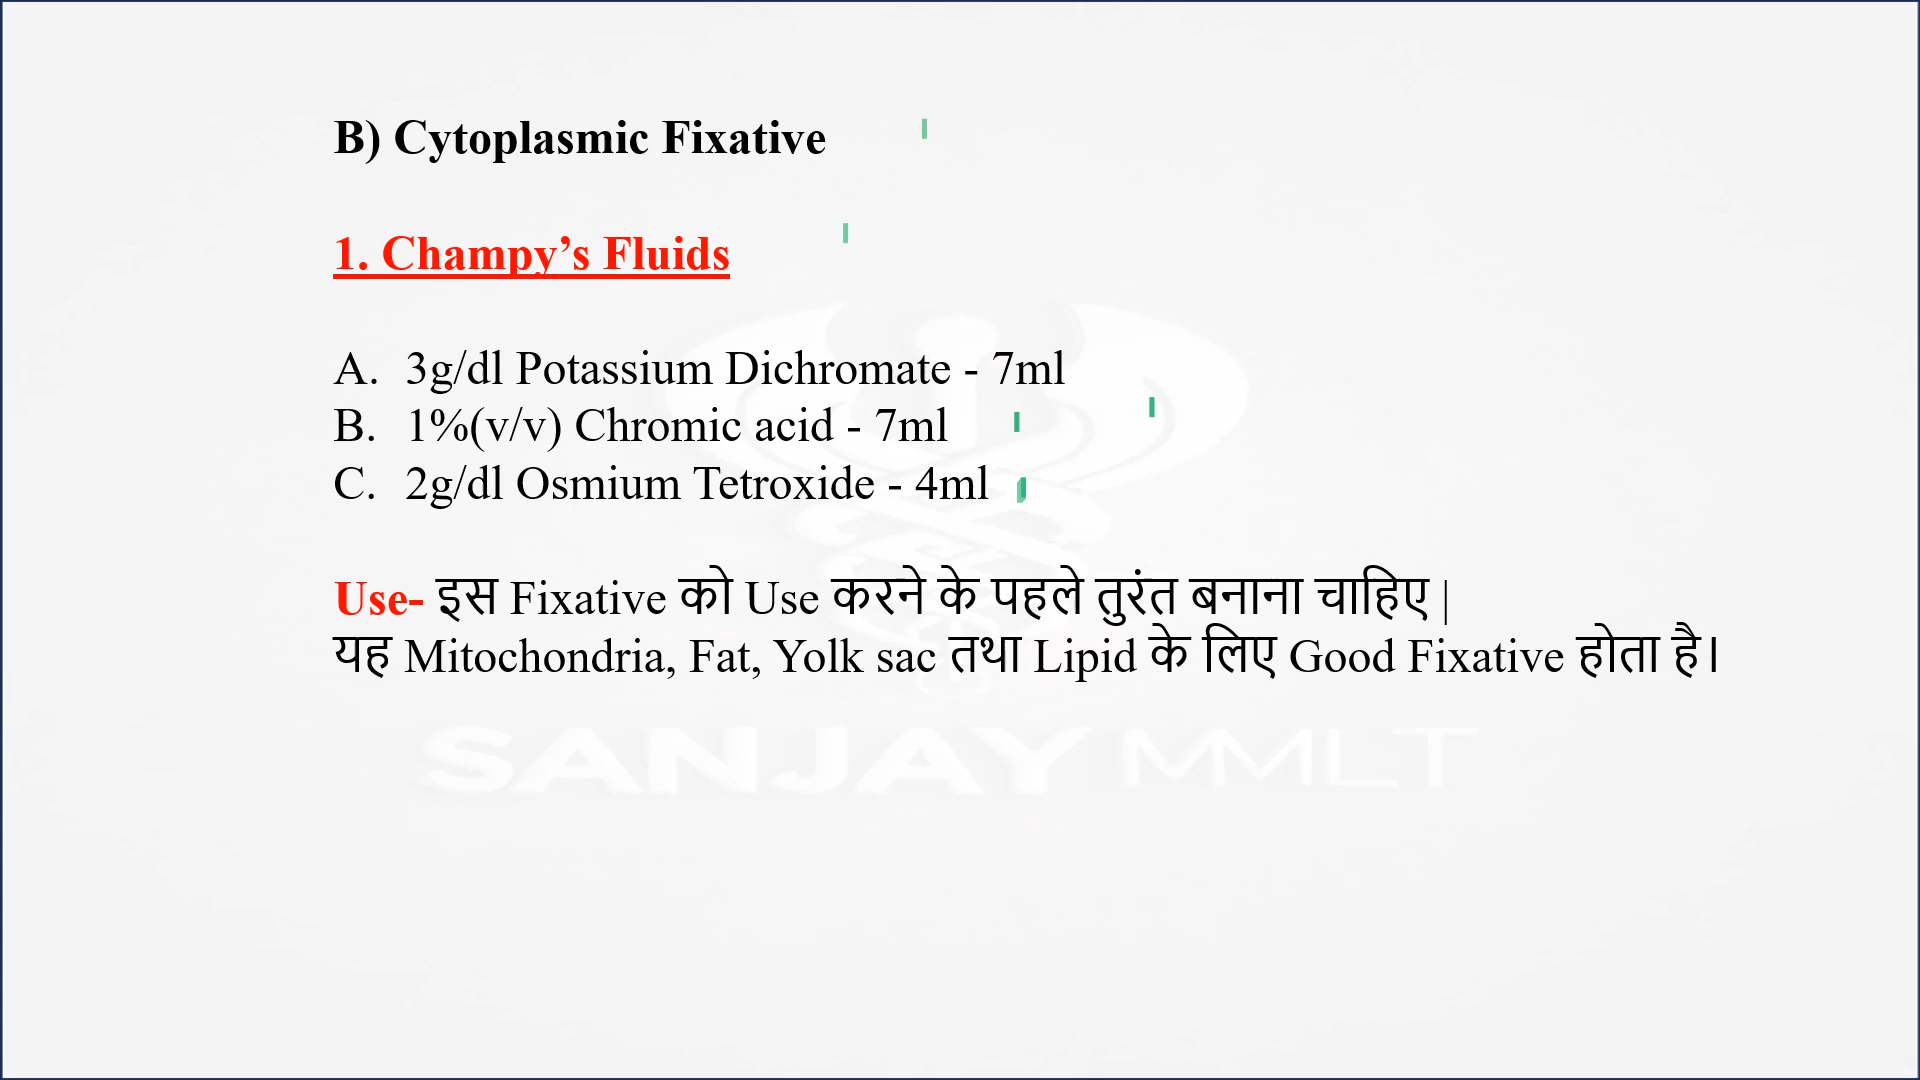 B) Cytoplasmic Fixative
1. Champy’s Fluids
A. 3g/dl Potassium Dichromate - 7ml
B. 1%(v/v) Chromic acid - 7ml
C. 2g/dl Osmium Tetroxide - 4ml
Use- इस Fixative को Use करने के पहले तुरंत बनाना चाहिए |
यह Mitochondria, Fat, Yolk sac तथा Lipid के लिए Good Fixative होता है।
SANJAY MMLT